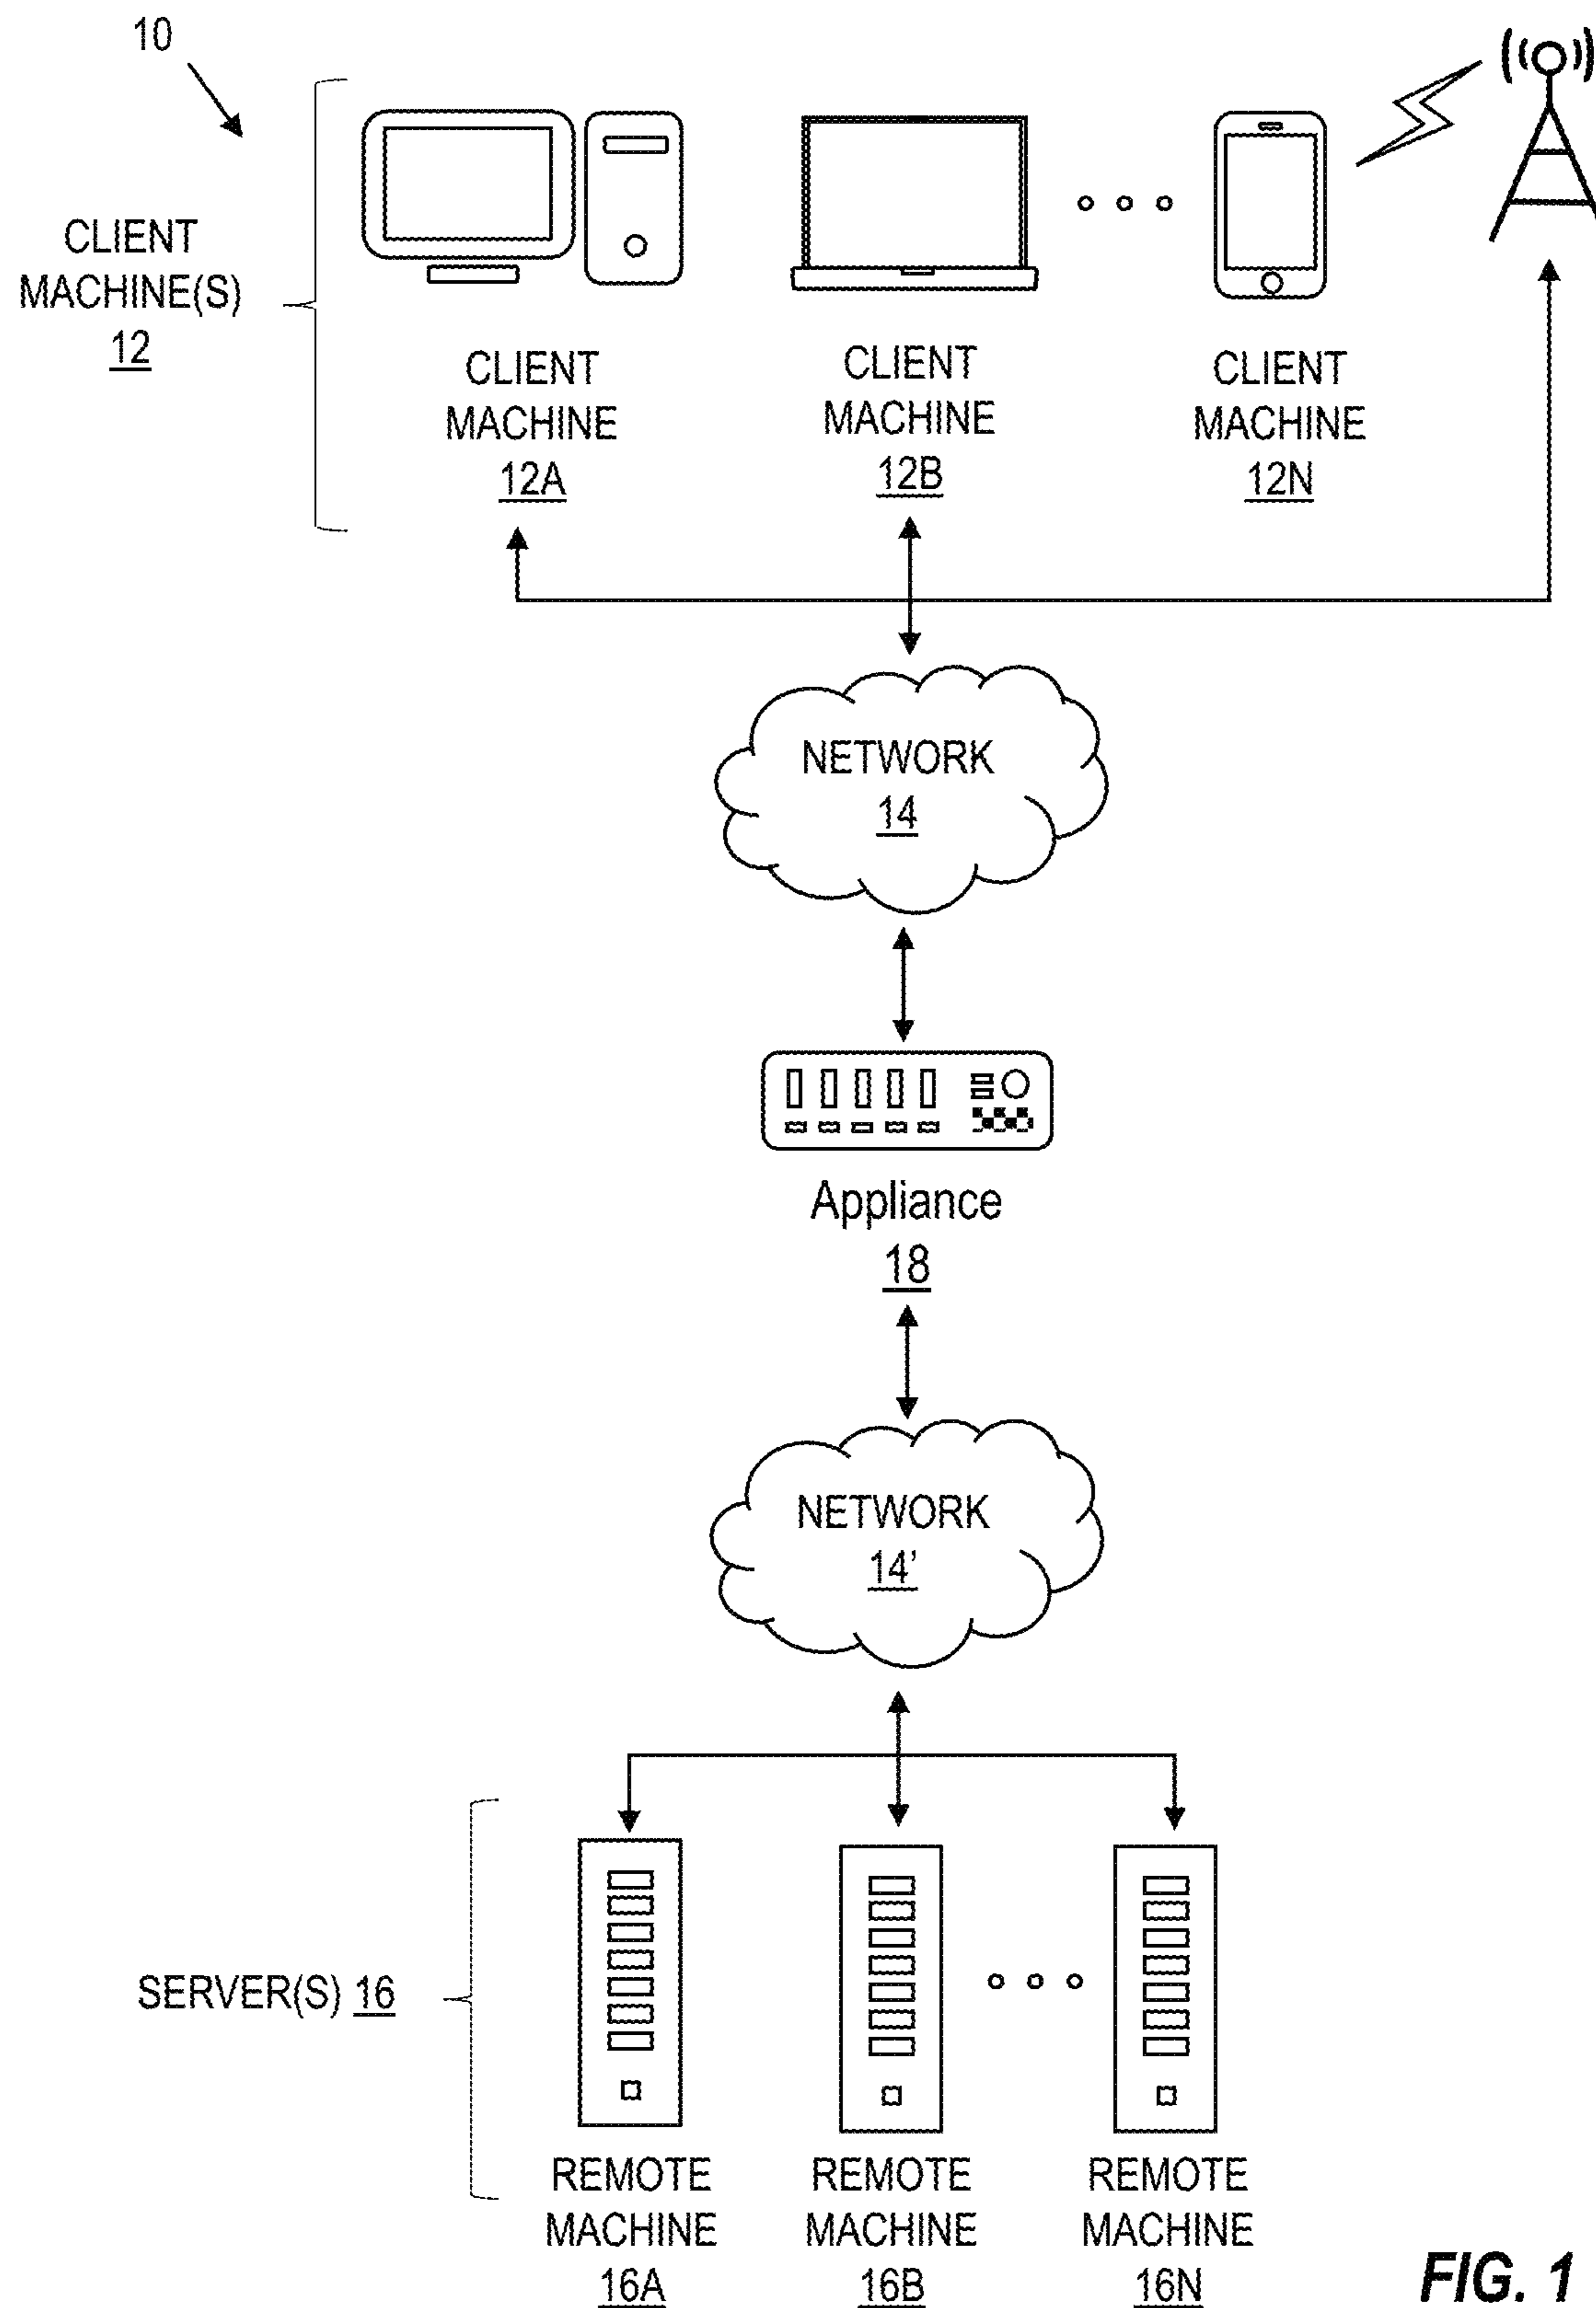 10
CLIENT
MACHINE(S)
12
CLIENT
MACHINE
12A
CLIENT
MACHINE
12B
CLIENT
MACHINE
12N
NETWORK
14
Appliance
18
NETWORK
14’
SERVER(S) 16
REMOTE
MACHINE
16A
REMOTE
MACHINE
16B
REMOTE
MACHINE
16N
FIG. 1